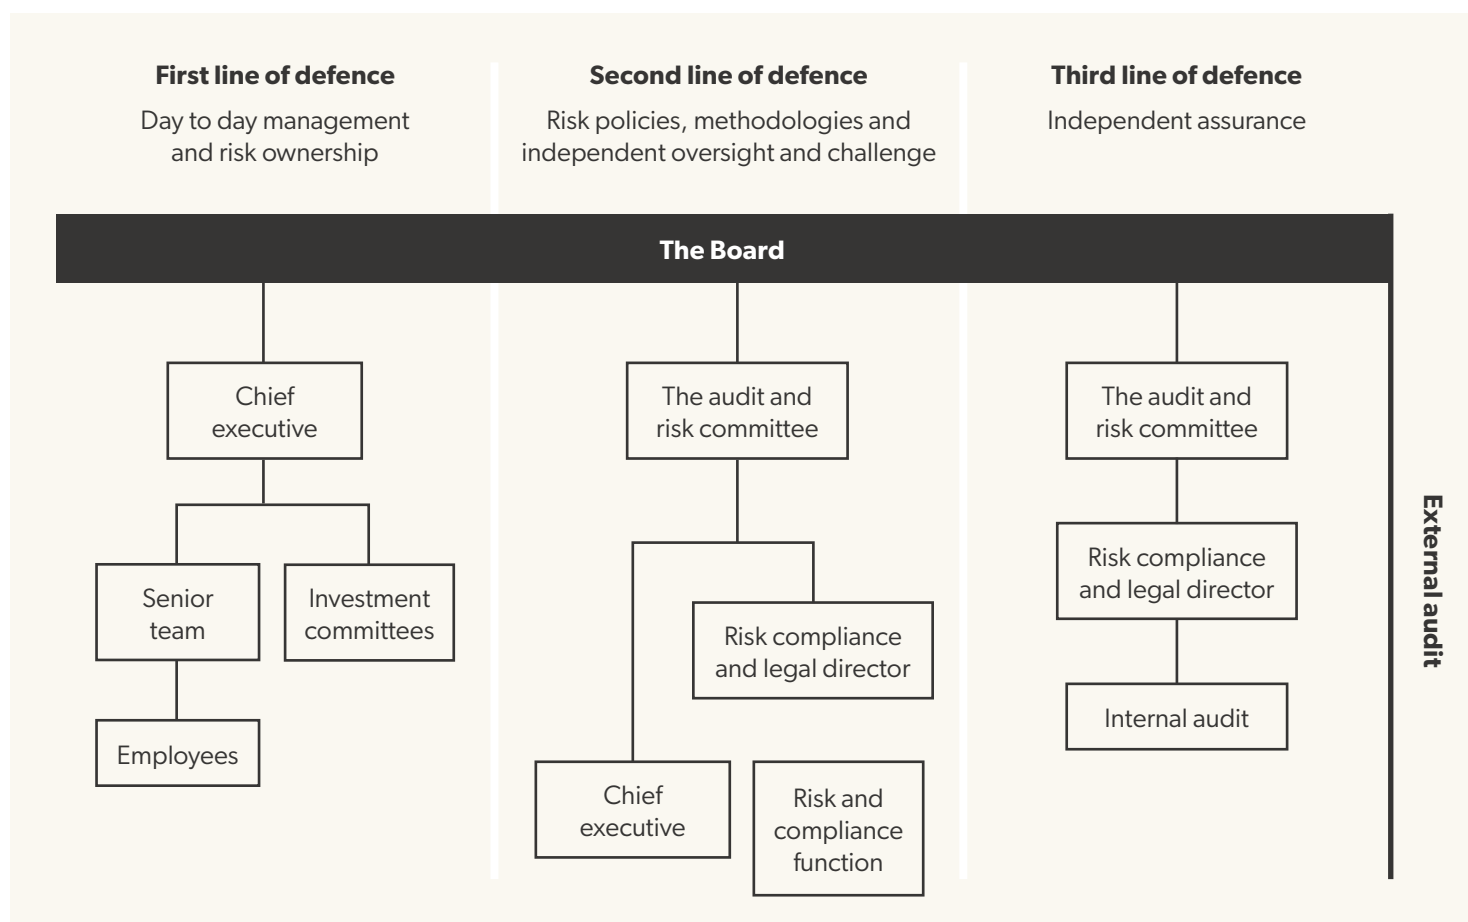 First line of defence
Day to day management
and risk ownership
Second line of defence
Risk policies, methodologies and
independent oversight and challenge
Third line of defence
Independent assurance
The Board
Chief
executive
Senior
team
Investment
committees
Employees
The audit and
risk committee
Risk compliance
and legal director
Chief
executive
Risk and
compliance
function
The audit and
risk committee
Risk compliance
and legal director
Internal audit
External audit